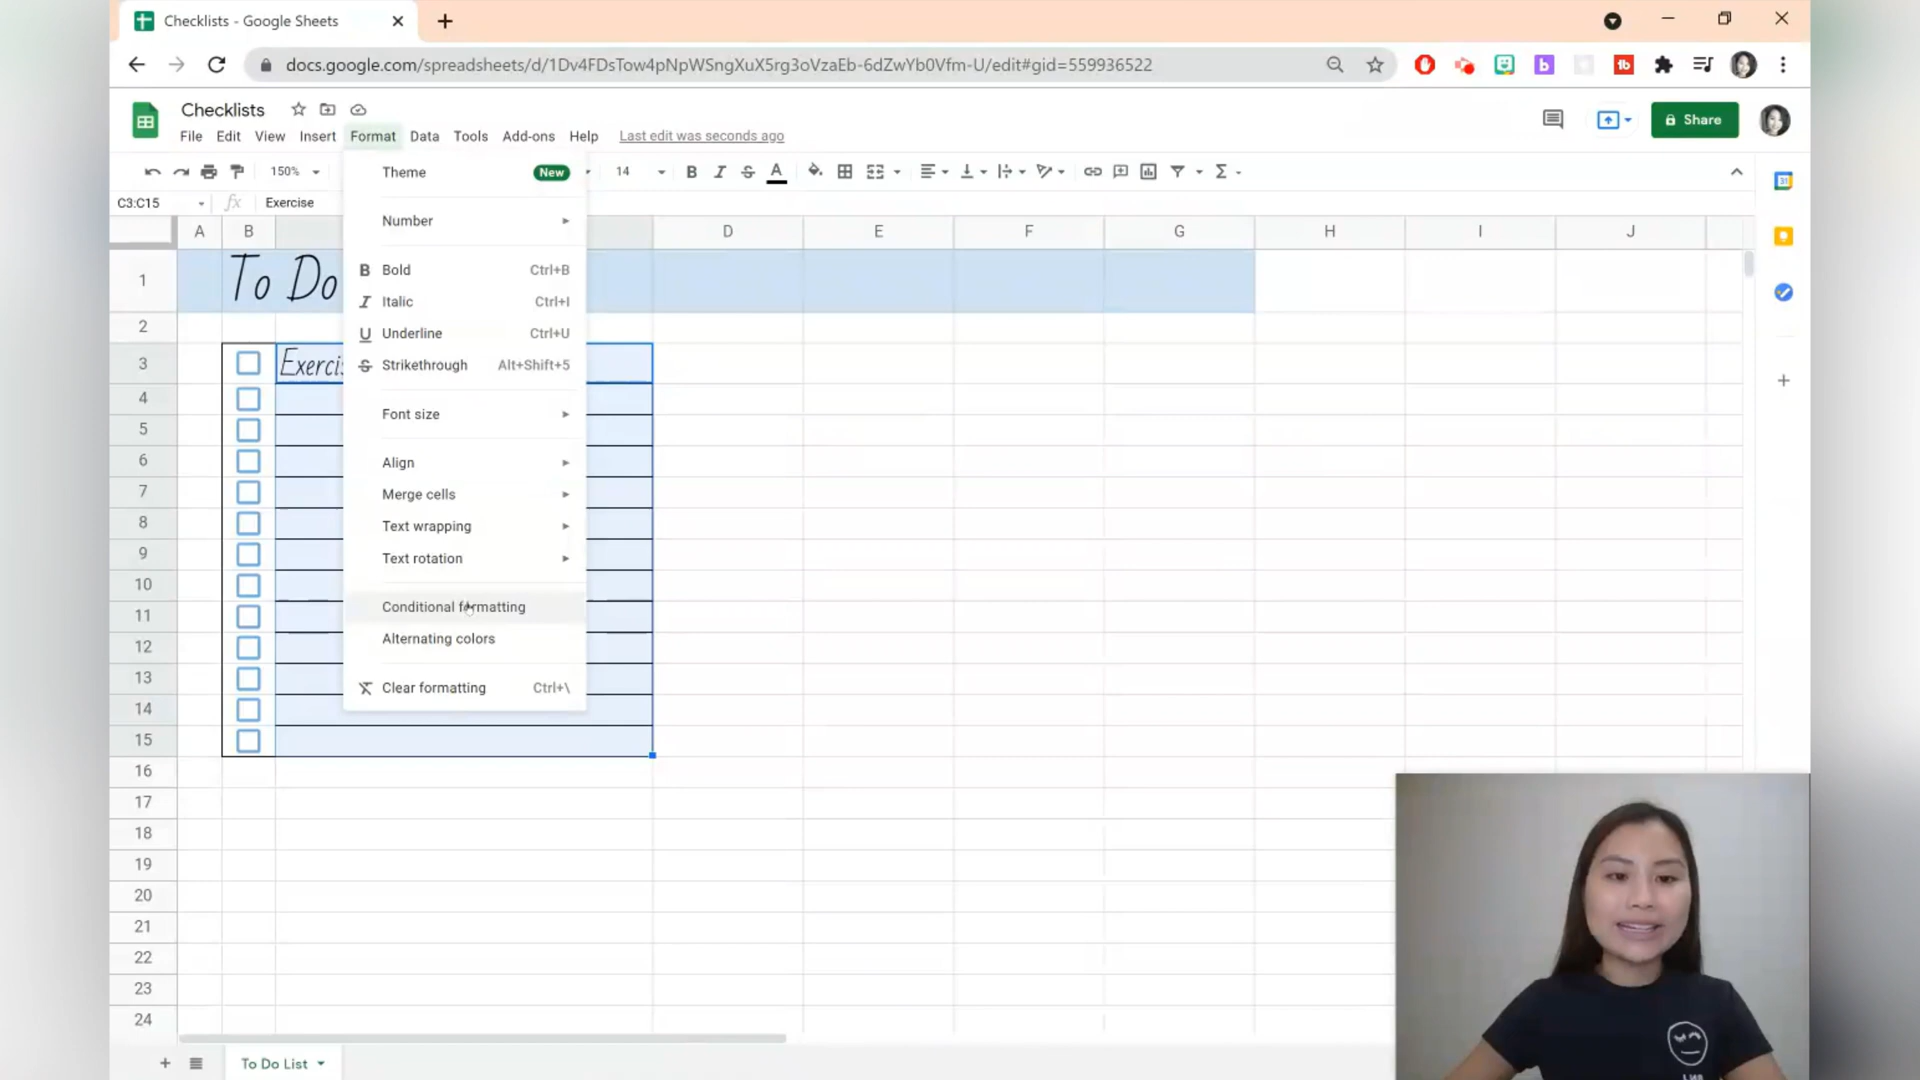 Checklists - Google Sheets
docs.google.com/spreadsheets/d/1Dv4FDsTow4pNpWSngXuX5rg3oVzaEb-6dZwYb0Vfm-U/edit#gid=559936522
Checklists
Share
File Edit View Insert Format Data Tools Add-ons Help Last edit was seconds ago
150% 14
C3:C15 Exercise
A B D E F G H I J
Theme New
Number
Bold Ctrl+B
Italic Ctrl+I
Underline Ctrl+U
Strikethrough Alt+Shift+5
Font size
Align
Merge cells
Text wrapping
Text rotation
Conditional formatting
Alternating colors
Clear formatting Ctrl+\
1 To Do
2
3 Exercis
4
5
6
7
8
9
10
11
12
13
14
15
16
17
18
19
20
21
22
23
24
To Do List